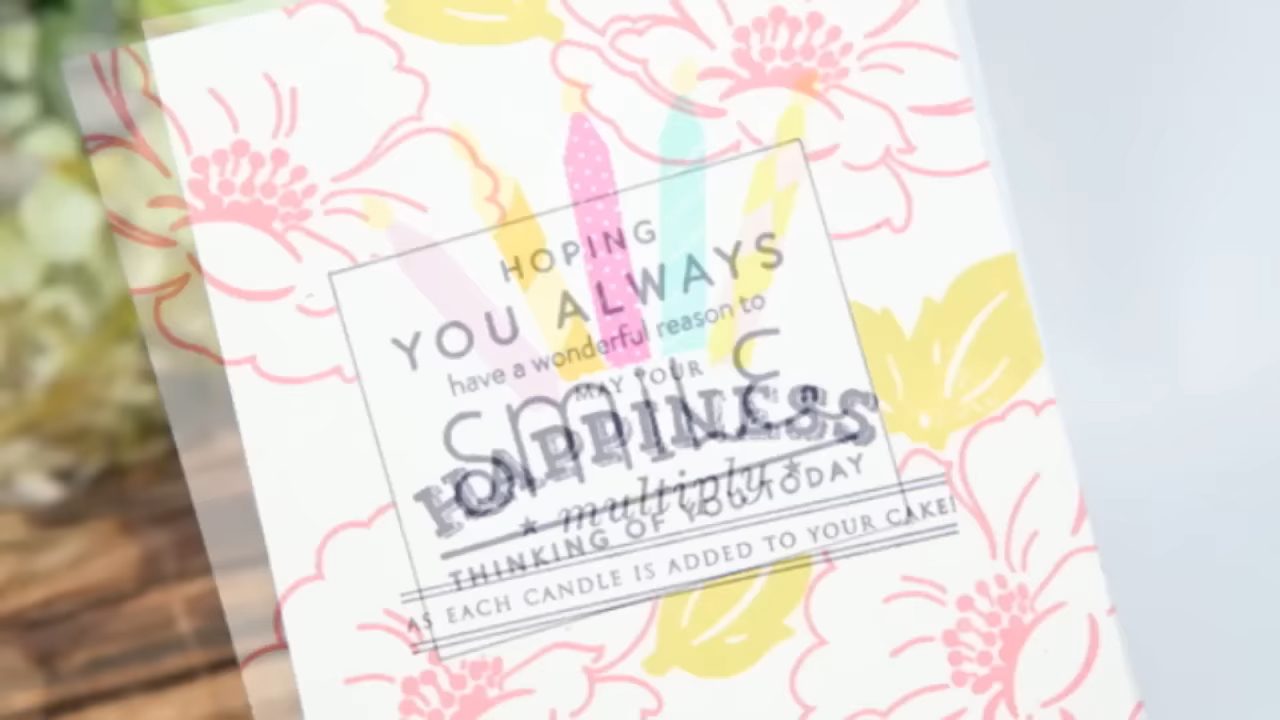 HOPING
YOU ALWAYS
have a wonderful reason to
smile
THINKING OF YOU TODAY
MAY YOUR
HAPPINESS
multiply
AS EACH CANDLE IS ADDED TO YOUR CAKE!